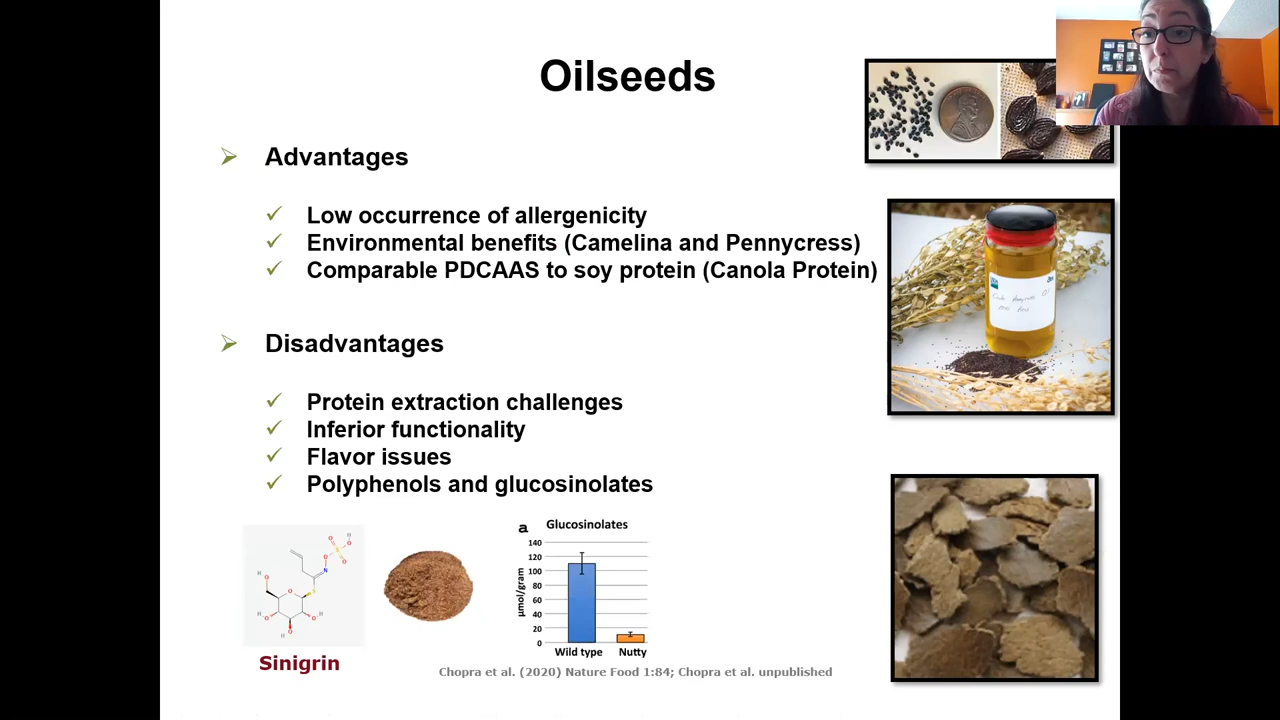 Oilseeds
Advantages
Low occurrence of allergenicity
Environmental benefits (Camelina and Pennycress)
Comparable PDCAAS to soy protein (Canola Protein)
Disadvantages
Protein extraction challenges
Inferior functionality
Flavor issues
Polyphenols and glucosinolates
a Glucosinolates
µmol/gram
140
120
100
80
60
40
20
0
Wild type Nutty
H
O
O
S
H
O
O
N
S
H
O
O
H
O
O
H
O
H
Sinigrin
Chopra et al. (2020) Nature Food 1:84; Chopra et al. unpublished